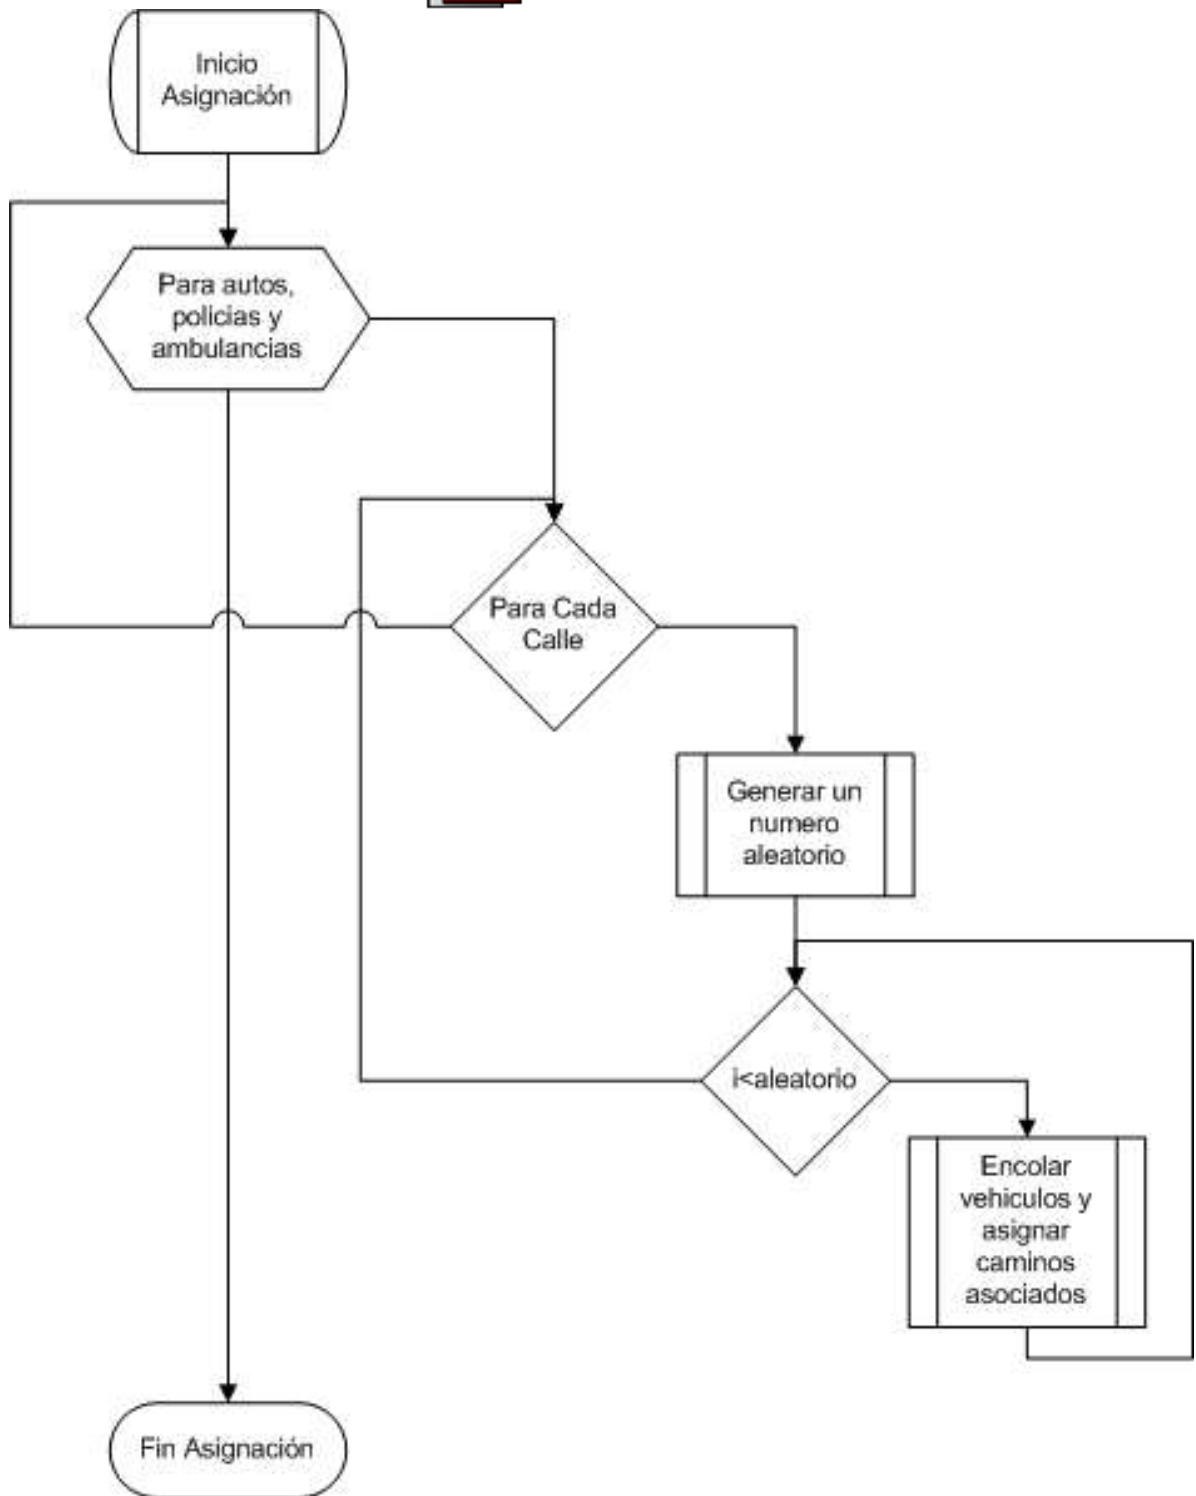 Inicio
Asignación
Para autos,
policias y
ambulancias
Para Cada
Calle
Generar un
numero
aleatorio
i<aleatorio
Encolar
vehiculos y
asignar
caminos
asociados
Fin Asignación